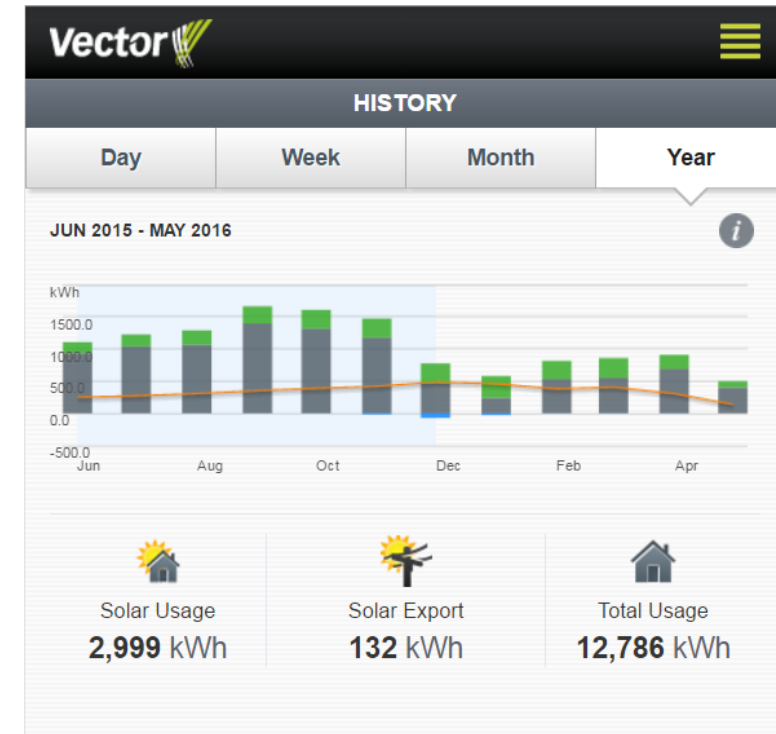 Vector
HISTORY
Day Week Month Year
JUN 2015 - MAY 2016 i
kWh
1500.0
1000.0
500.0
0.0
-500.0
Jun Aug Oct Dec Feb Apr
Solar Usage Solar Export Total Usage
2,999 kWh 132 kWh 12,786 kWh